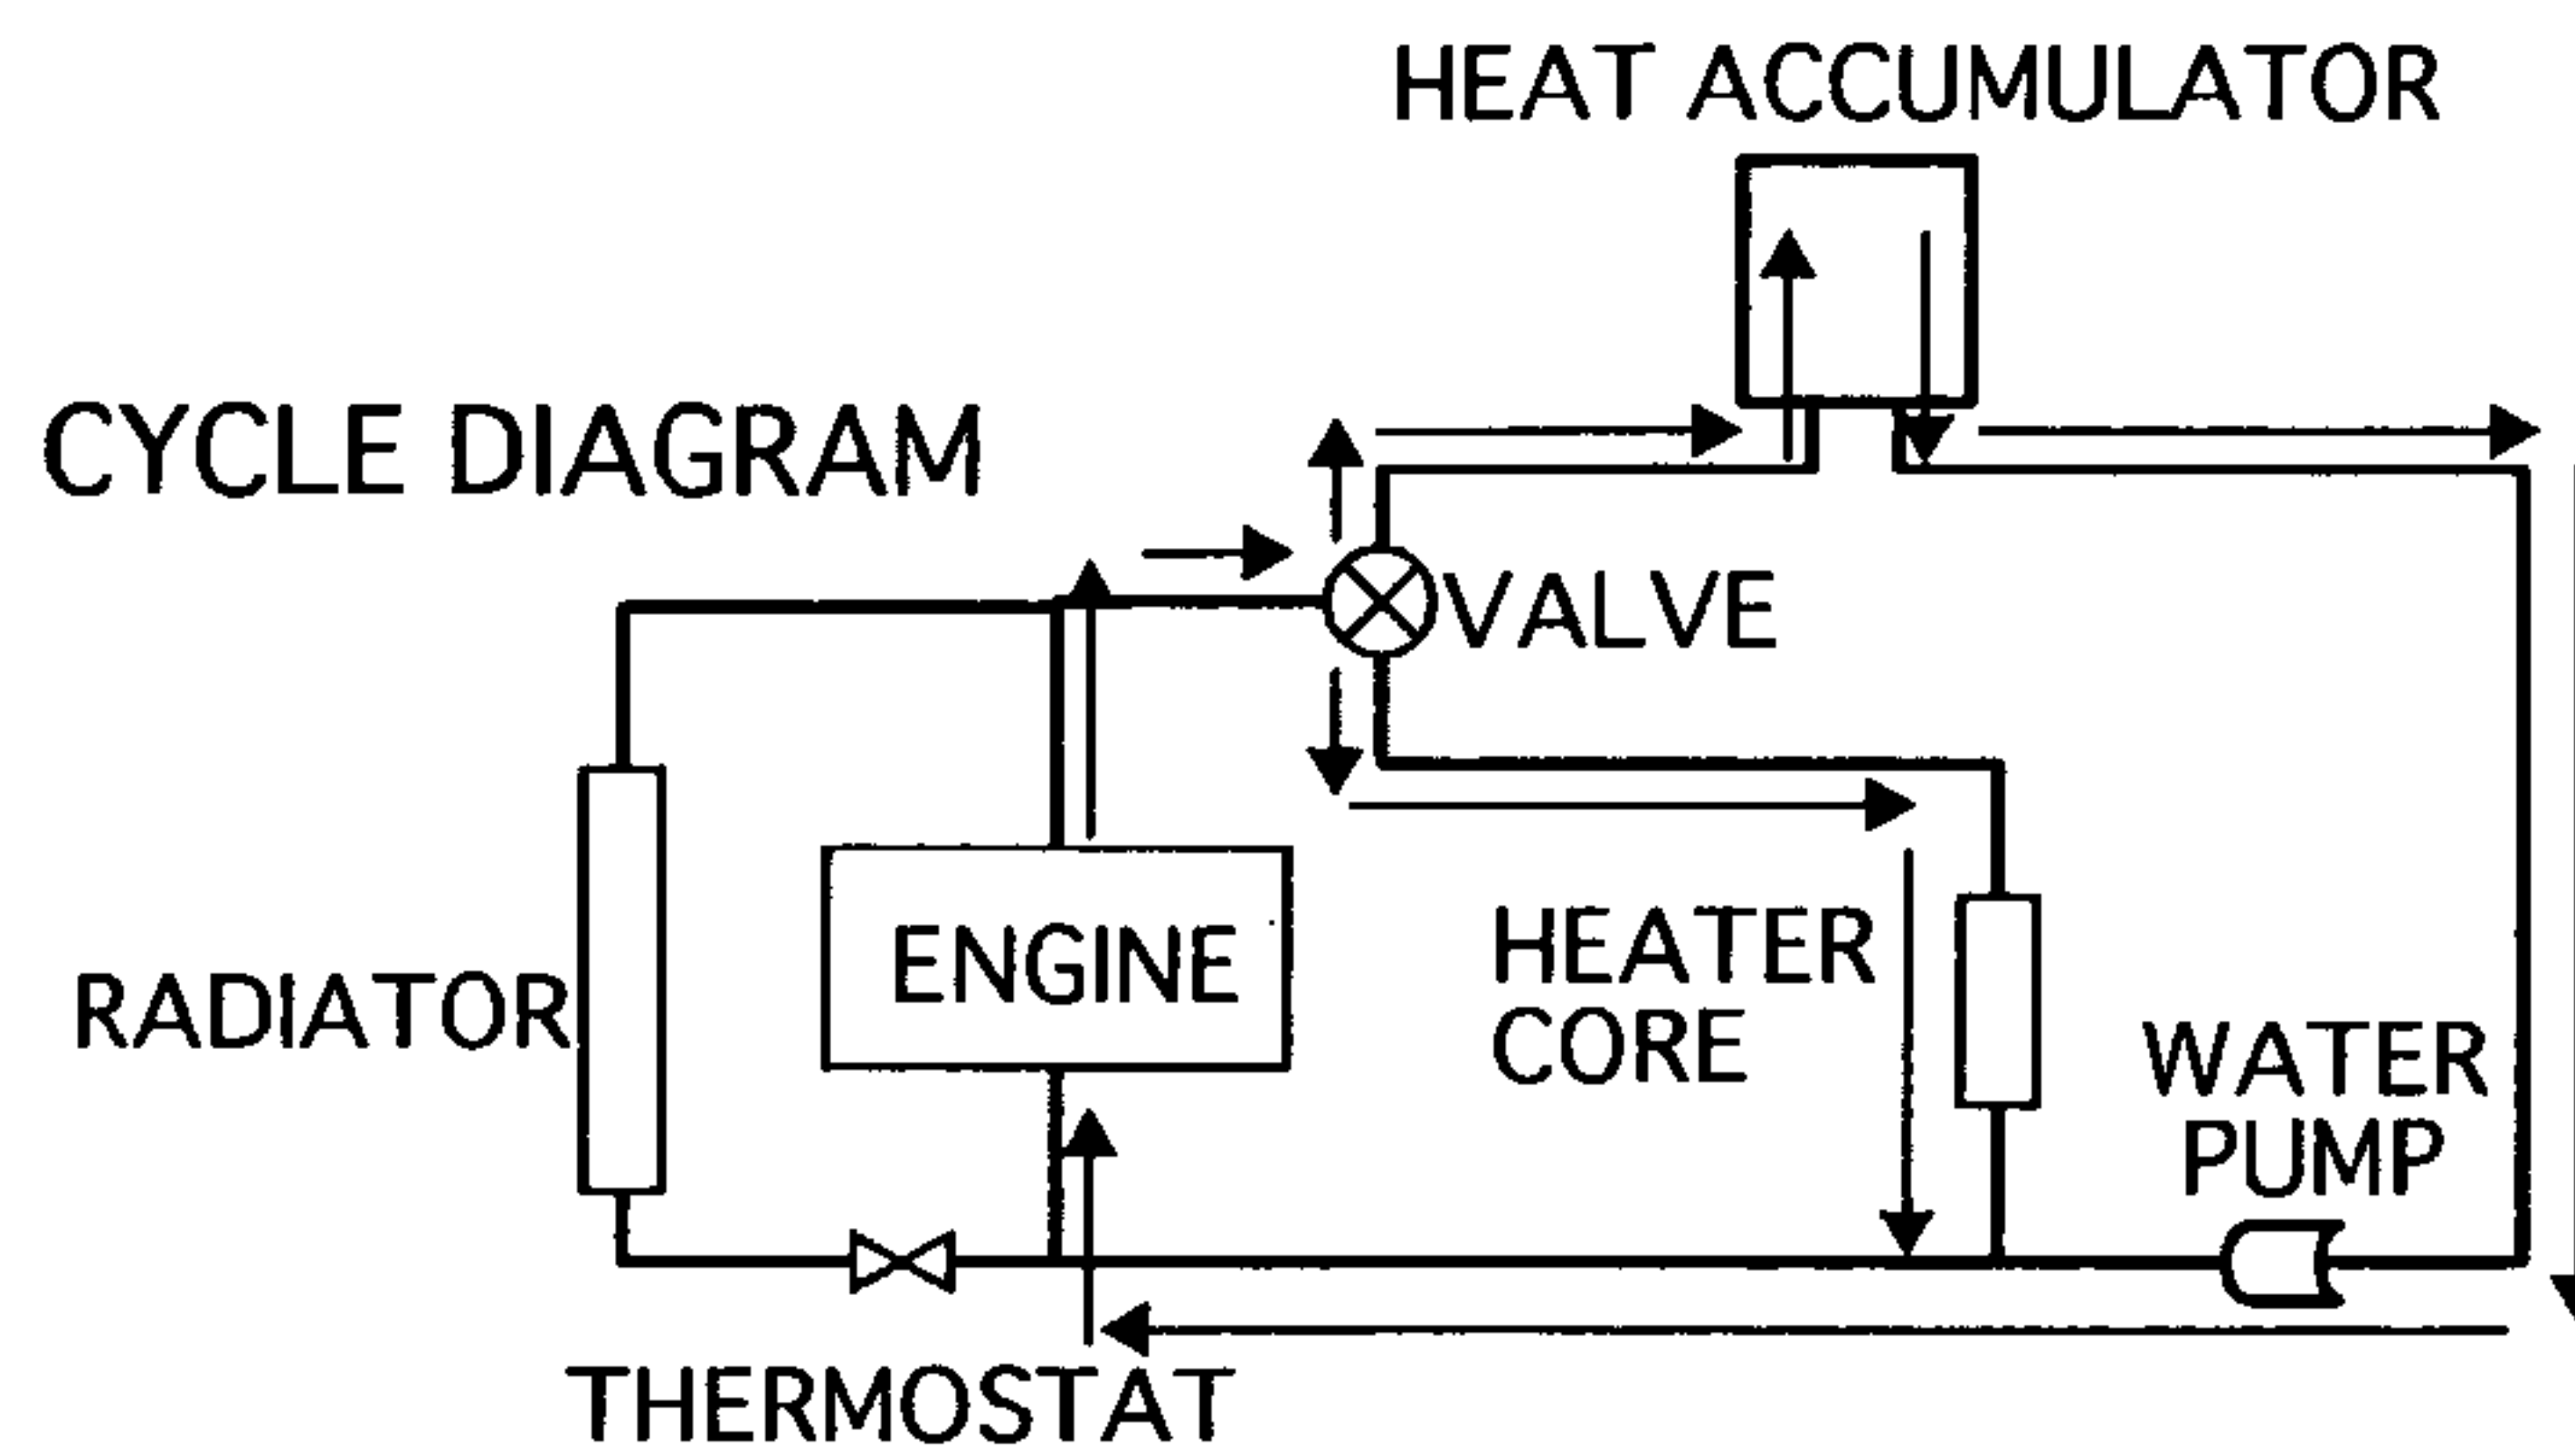 HEAT ACCUMULATOR
CYCLE DIAGRAM
VALVE
ENGINE
RADIATOR
HEATER
CORE
WATER
PUMP
THERMOSTAT